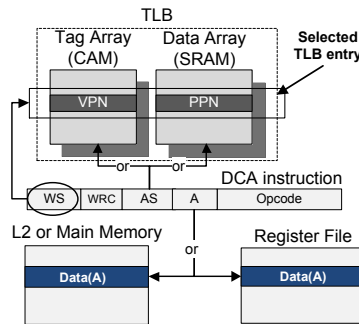 TLB
Tag Array
(CAM)
Data Array
(SRAM)
Selected
TLB entry
VPN
PPN
or
or
DCA instruction
WS
WRC
AS
A
Opcode
L2 or Main Memory
or
Register File
Data(A)
Data(A)